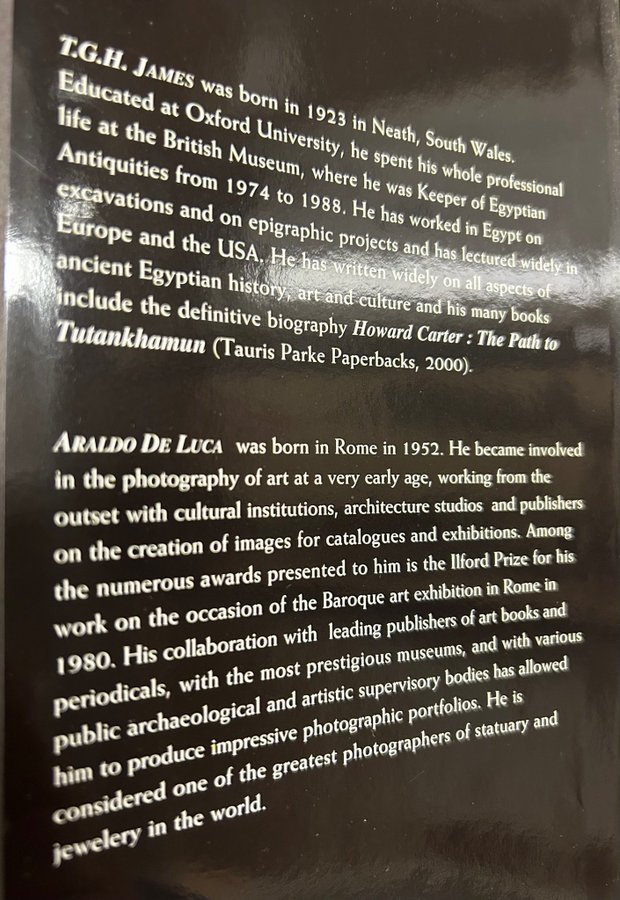 T.G.H. JAMES was born in 1923 in Neath, South Wales.
Educated at Oxford University, he spent his whole professional
life at the British Museum, where he was Keeper of Egyptian
Antiquities from 1974 to 1988. He has worked in Egypt on
excavations and on epigraphic projects and has lectured widely in
Europe and the USA. He has written widely on all aspects of
ancient Egyptian history, art and culture and his many books
include the definitive biography Howard Carter : The Path to
Tutankhamun (Tauris Parke Paperbacks, 2000).
ARALDO DE LUCA was born in Rome in 1952. He became involved
in the photography of art at a very early age, working from the
outset with cultural institutions, architecture studios and publishers
on the creation of images for catalogues and exhibitions. Among
the numerous awards presented to him is the Ilford Prize for his
work on the occasion of the Baroque art exhibition in Rome in
1980. His collaboration with leading publishers of art books and
periodicals, with the most prestigious museums, and with various
public archaeological and artistic supervisory bodies has allowed
him to produce impressive photographic portfolios. He is
considered one of the greatest photographers of statuary and
jewelery in the world.